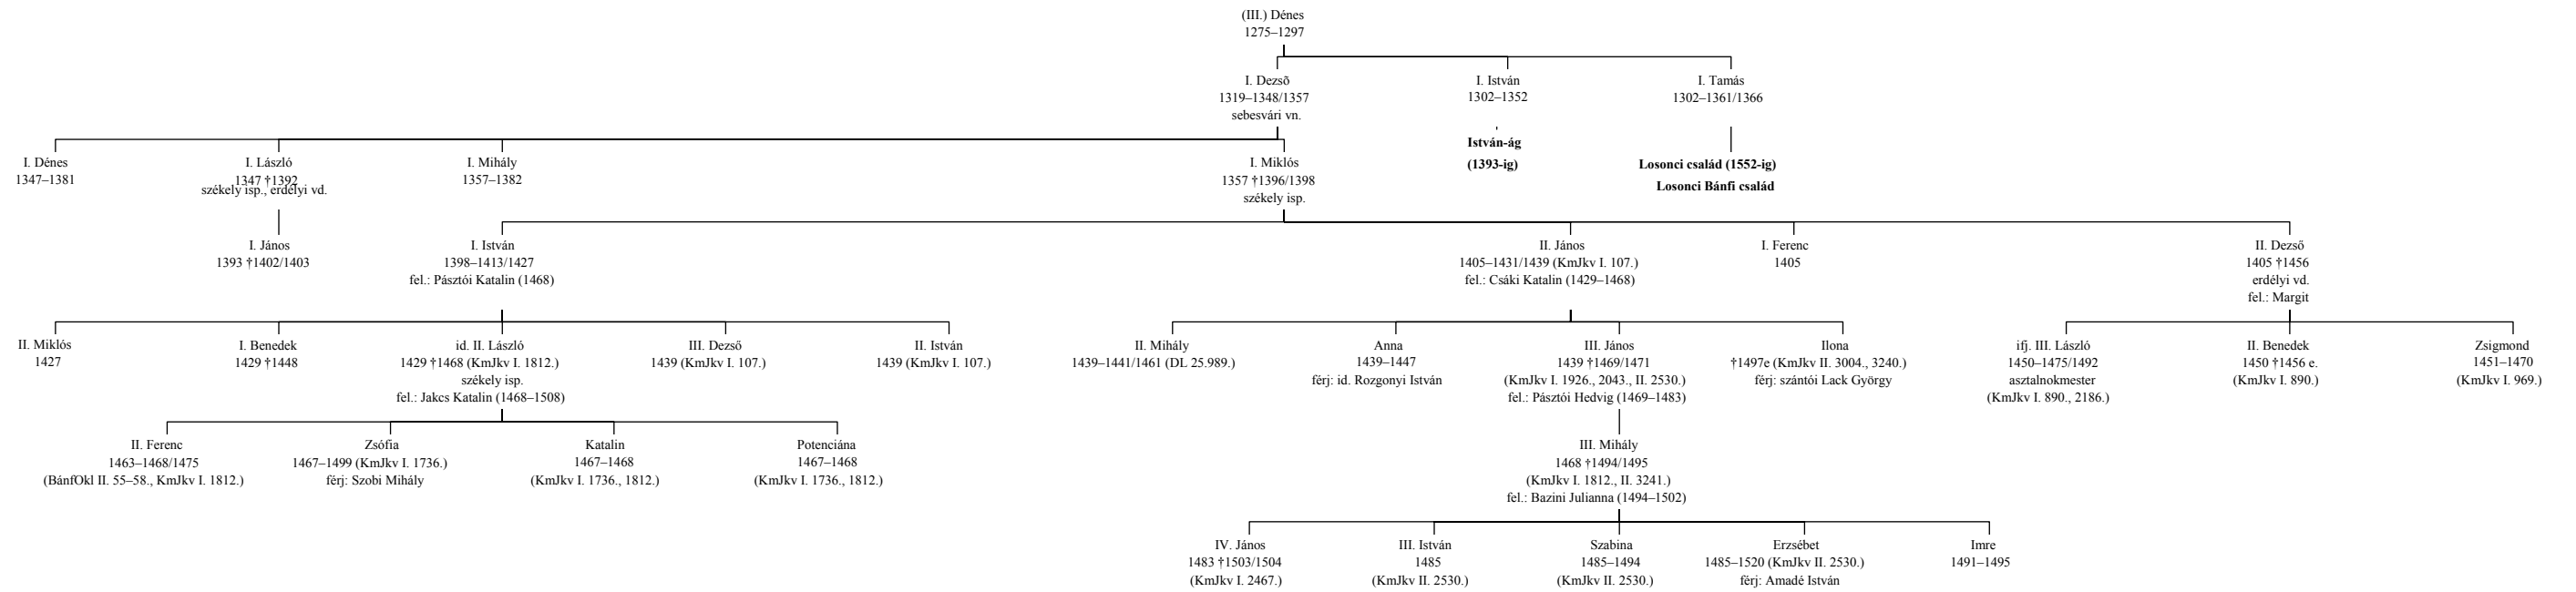 (III.) Dénes
1275–1297
I. Dezsõ
1319–1348/1357
sebesvári vn.
I. István
1302–1352
I. Tamás
1302–1361/1366
István-ág
(1393-ig)
Losonci család (1552-ig)
Losonci Bánfi család
I. Dénes
1347–1381
I. László
1347 †1392
székely isp., erdélyi vd.
I. Mihály
1357–1382
I. Miklós
1357 †1396/1398
székely isp.
I. János
1393 †1402/1403
I. István
1398–1413/1427
fel.: Pásztói Katalin (1468)
II. János
1405–1431/1439 (KmJkv I. 107.)
fel.: Csáki Katalin (1429–1468)
I. Ferenc
1405
II. Dezső
1405 †1456
erdélyi vd.
fel.: Margit
II. Miklós
1427
I. Benedek
1429 †1448
id. II. László
1429 †1468 (KmJkv I. 1812.)
székely isp.
fel.: Jakcs Katalin (1468–1508)
III. Dezső
1439 (KmJkv I. 107.)
II. István
1439 (KmJkv I. 107.)
II. Mihály
1439–1441/1461 (DL 25.989.)
Anna
1439–1447
férj: id. Rozgonyi István
III. János
1439 †1469/1471
(KmJkv I. 1926., 2043., II. 2530.)
fel.: Pásztói Hedvig (1469–1483)
Ilona
†1497e (KmJkv II. 3004., 3240.)
férj: szántói Lack György
ifj. III. László
1450–1475/1492
asztalnokmester
(KmJkv I. 890., 2186.)
II. Benedek
1450 †1456 e.
(KmJkv I. 890.)
Zsigmond
1451–1470
(KmJkv I. 969.)
II. Ferenc
1463–1468/1475
(BánfOkl II. 55–58., KmJkv I. 1812.)
Zsófia
1467–1499 (KmJkv I. 1736.)
férj: Szobi Mihály
Katalin
1467–1468
(KmJkv I. 1736., 1812.)
Potenciána
1467–1468
(KmJkv I. 1736., 1812.)
III. Mihály
1468 †1494/1495
(KmJkv I. 1812., II. 3241.)
fel.: Bazini Julianna (1494–1502)
IV. János
1483 †1503/1504
(KmJkv I. 2467.)
III. István
1485
(KmJkv II. 2530.)
Szabina
1485–1494
(KmJkv II. 2530.)
Erzsébet
1485–1520 (KmJkv II. 2530.)
férj: Amadé István
Imre
1491–1495